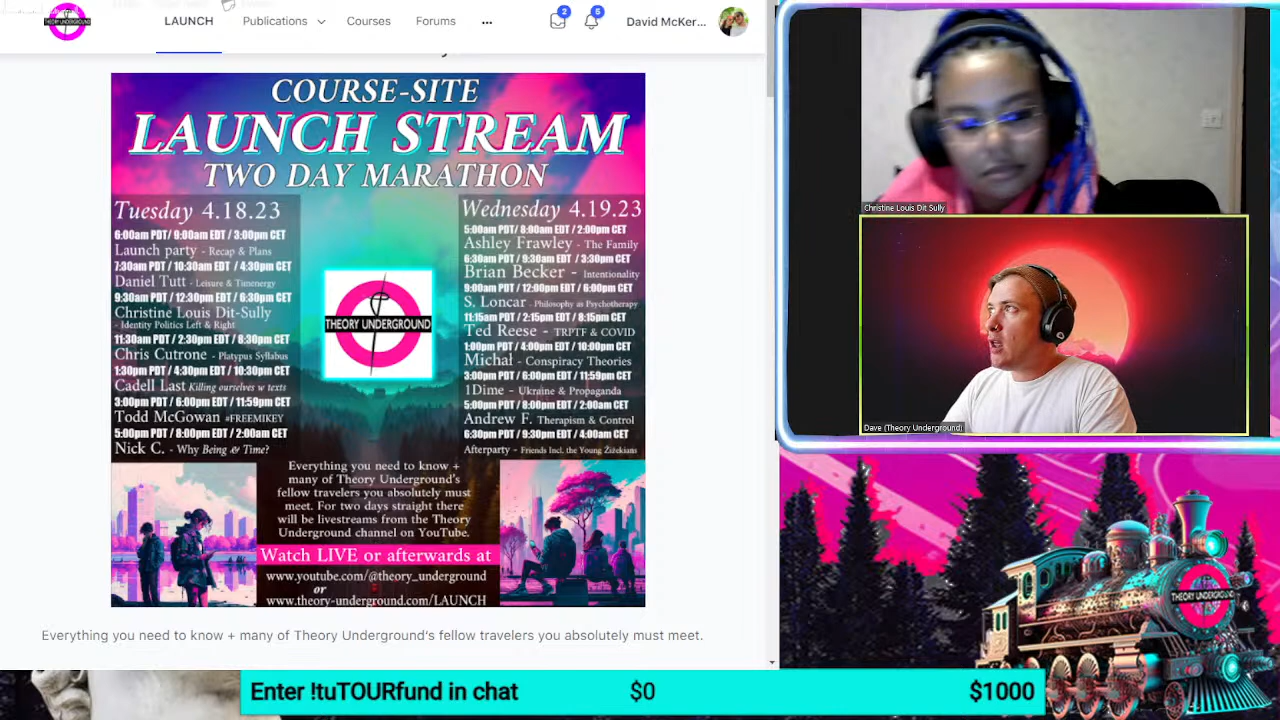 THEORY UNDERGROUND
LAUNCH
Publications
Courses
Forums
...
2
5
David McKer...
COURSE-SITE
LAUNCH STREAM
TWO DAY MARATHON
Tuesday 4.18.23
6:00am PDT / 9:00am EDT / 3:00pm CET
Launch party - Recap & Plans
7:30am PDT / 10:30am EDT / 4:30pm CET
Daniel Tutt - Leisure & Timenergy
9:30am PDT / 12:30pm EDT / 6:30pm CET
Christine Louis Dit-Sully
- Identity Politics Left & Right
11:30am PDT / 2:30pm EDT / 8:30pm CET
Chris Cutrone - Platypus Syllabus
1:30pm PDT / 4:30pm EDT / 10:30pm CET
Cadell Last Killing ourselves w texts
3:00pm PDT / 6:00pm EDT / 11:59pm CET
Todd McGowan #FREEMIKEY
5:00pm PDT / 8:00pm EDT / 2:00am CET
Nick C. - Why Being & Time?
THEORY UNDERGROUND
Wednesday 4.19.23
5:00am PDT / 8:00am EDT / 2:00pm CET
Ashley Frawley - The Family
6:30am PDT / 9:30am EDT / 3:30pm CET
Brian Becker - Intentionality
9:00am PDT / 12:00pm EDT / 6:00pm CET
S. Loncar - Philosophy as Psychotherapy
11:15am PDT / 2:15pm EDT / 8:15pm CET
Ted Reese - TRPTF & COVID
1:00pm PDT / 4:00pm EDT / 10:00pm CET
Michał - Conspiracy Theories
3:00pm PDT / 6:00pm EDT / 11:59pm CET
1Dime - Ukraine & Propaganda
5:00pm PDT / 8:00pm EDT / 2:00am CET
Andrew F. Therapism & Control
6:30pm PDT / 9:30pm EDT / 4:00am CET
Afterparty - Friends Incl. the Young Žižekians
Everything you need to know +
many of Theory Underground's
fellow travelers you absolutely must
meet. For two days straight there
will be livestreams from the Theory
Underground channel on YouTube.
Watch LIVE or afterwards at
www.youtube.com/@theory_underground
or
www.theory-underground.com/LAUNCH
Everything you need to know + many of Theory Underground's fellow travelers you absolutely must meet.
Christine Louis Dit Sully
Dave (Theory Underground)
THEORY UNDERGROUND
Enter !tuTOURfund in chat
$0
$1000